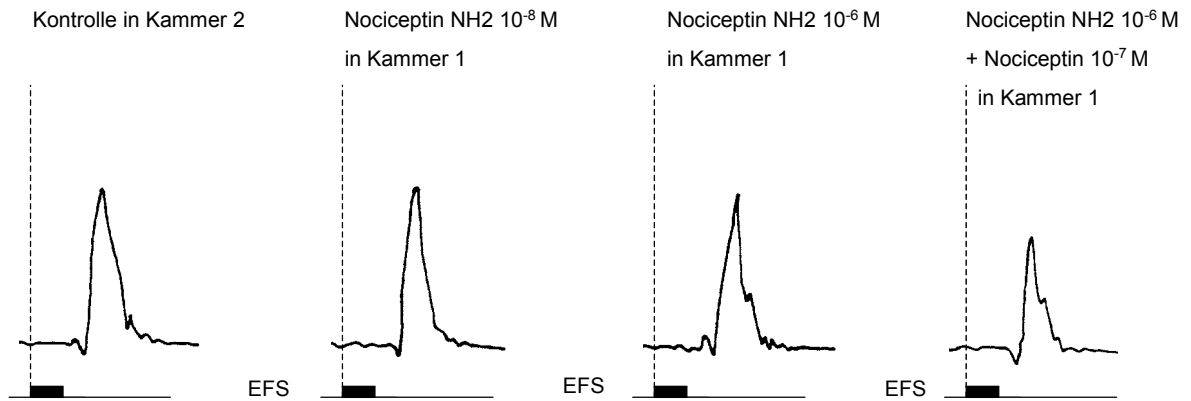 Kontrolle in Kammer 2
Nociceptin NH2 10⁻⁸ M
in Kammer 1
Nociceptin NH2 10⁻⁶ M
in Kammer 1
Nociceptin NH2 10⁻⁶ M
+ Nociceptin 10⁻⁷ M
in Kammer 1
EFS
EFS
EFS